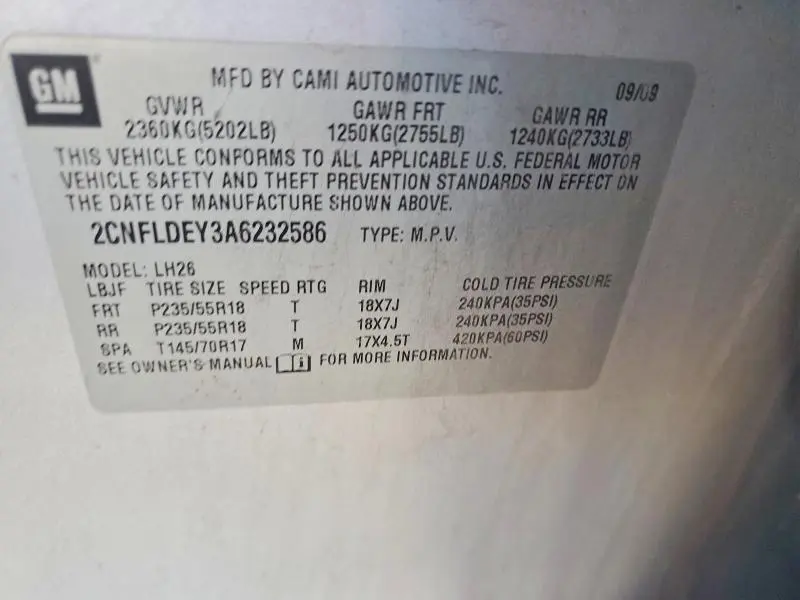 GM
MFD BY CAMI AUTOMOTIVE INC. 09/09
GVWR GAWR FRT GAWR RR
2360KG(5202LB) 1250KG(2755LB) 1240KG(2733LB)
THIS VEHICLE CONFORMS TO ALL APPLICABLE U.S. FEDERAL MOTOR
VEHICLE SAFETY AND THEFT PREVENTION STANDARDS IN EFFECT ON
THE DATE OF MANUFACTURE SHOWN ABOVE.
2CNFLDEY3A6232586 TYPE: M.P.V.
MODEL: LH26
LBJF TIRE SIZE SPEED RTG RIM COLD TIRE PRESSURE
FRT P235/55R18 T 18X7J 240KPA(35PSI)
RR P235/55R18 T 18X7J 240KPA(35PSI)
SPA T145/70R17 M 17X4.5T 420KPA(60PSI)
SEE OWNER'S MANUAL i FOR MORE INFORMATION.